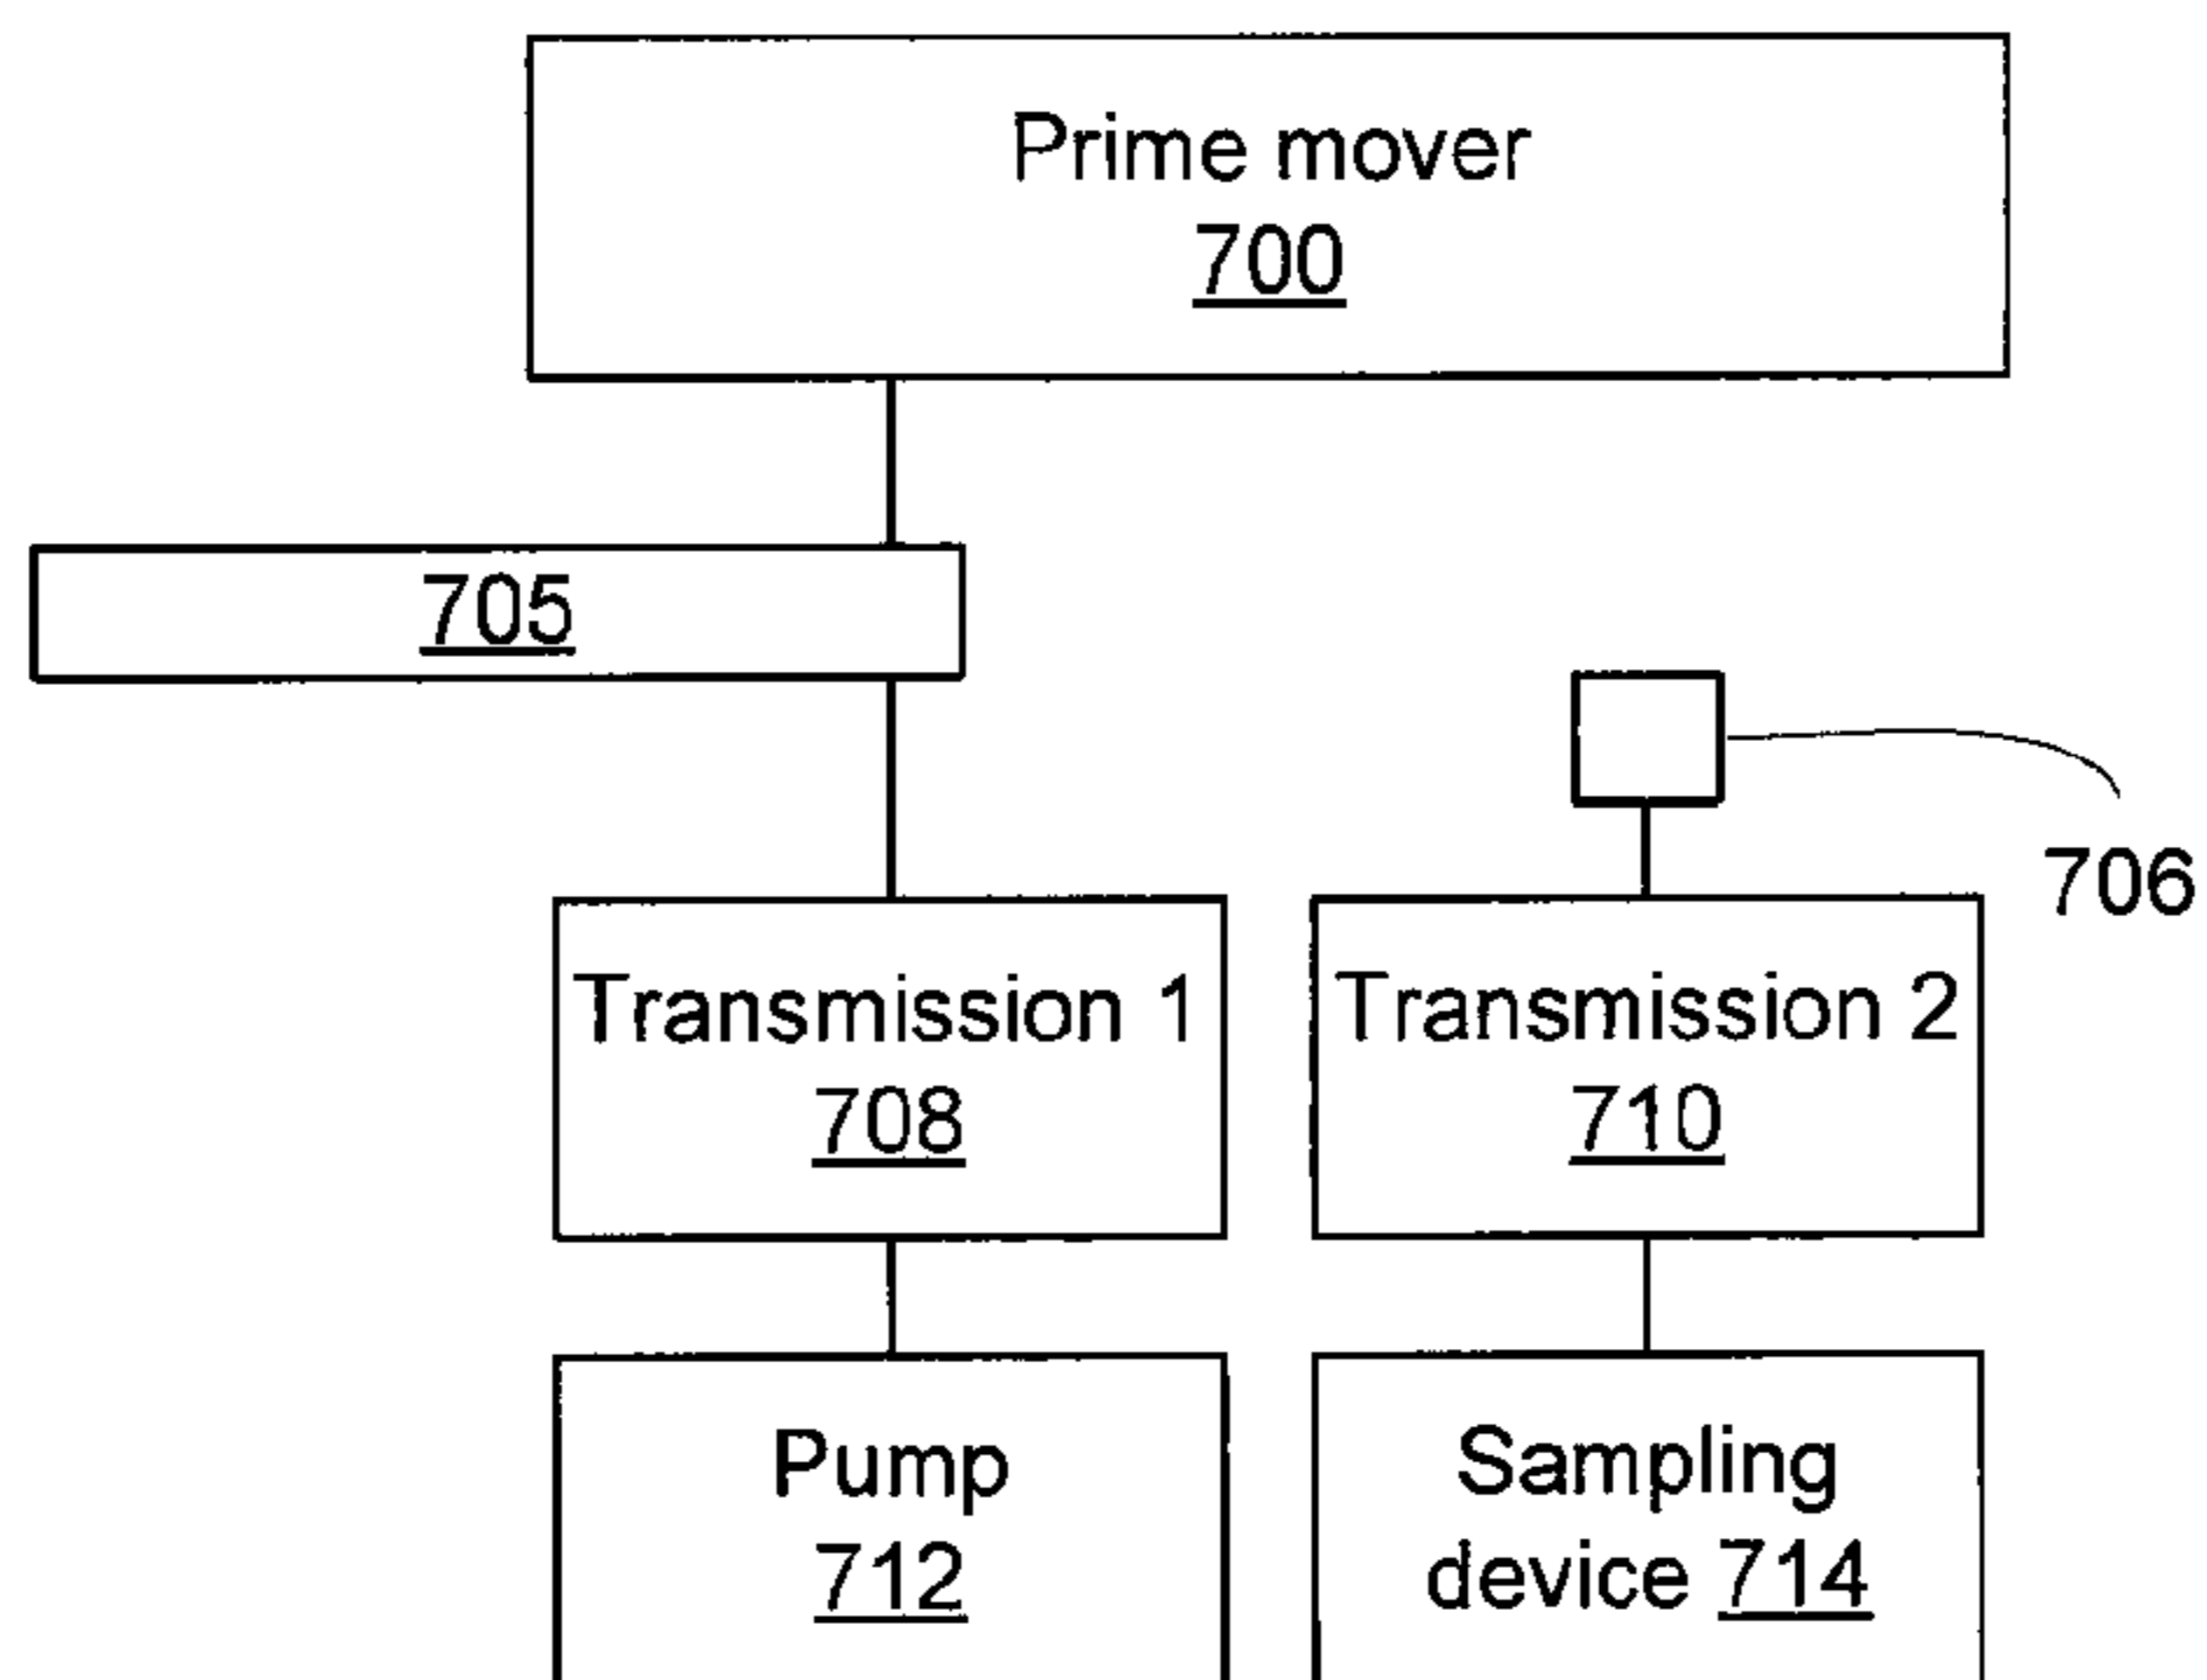 Prime mover
700
705
706
Transmission 1
708
Transmission 2
710
Pump
712
Sampling
device 714